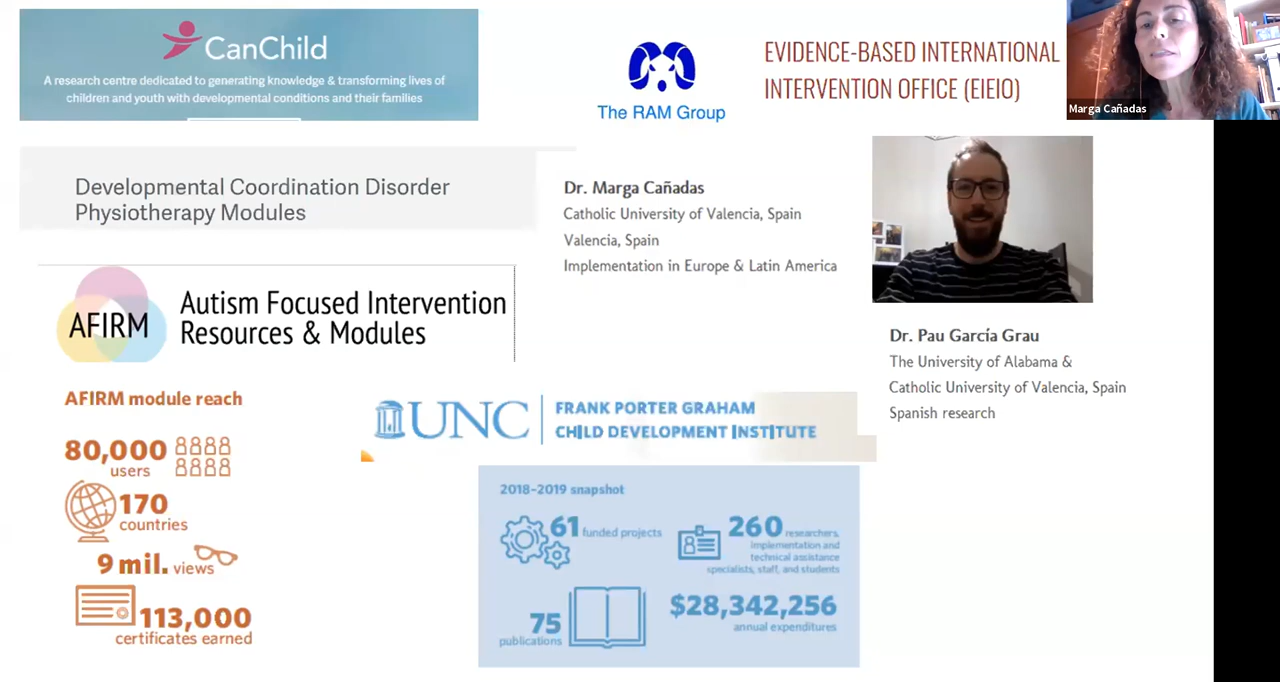 CanChild
A research centre dedicated to generating knowledge & transforming lives of
children and youth with developmental conditions and their families
The RAM Group
EVIDENCE-BASED INTERNATIONAL
INTERVENTION OFFICE (EIEIO)
Marga Cañadas
Developmental Coordination Disorder
Physiotherapy Modules
Dr. Marga Cañadas
Catholic University of Valencia, Spain
Valencia, Spain
Implementation in Europe & Latin America
AFIRM
Autism Focused Intervention
Resources & Modules
Dr. Pau García Grau
The University of Alabama &
Catholic University of Valencia, Spain
Spanish research
AFIRM module reach
80,000
users
170
countries
9 mil. views
113,000
certificates earned
UNC
FRANK PORTER GRAHAM
CHILD DEVELOPMENT INSTITUTE
2018-2019 snapshot
61 funded projects
260 researchers,
implementation and
technical assistance
specialists, staff, and students
75
publications
$28,342,256
annual expenditures